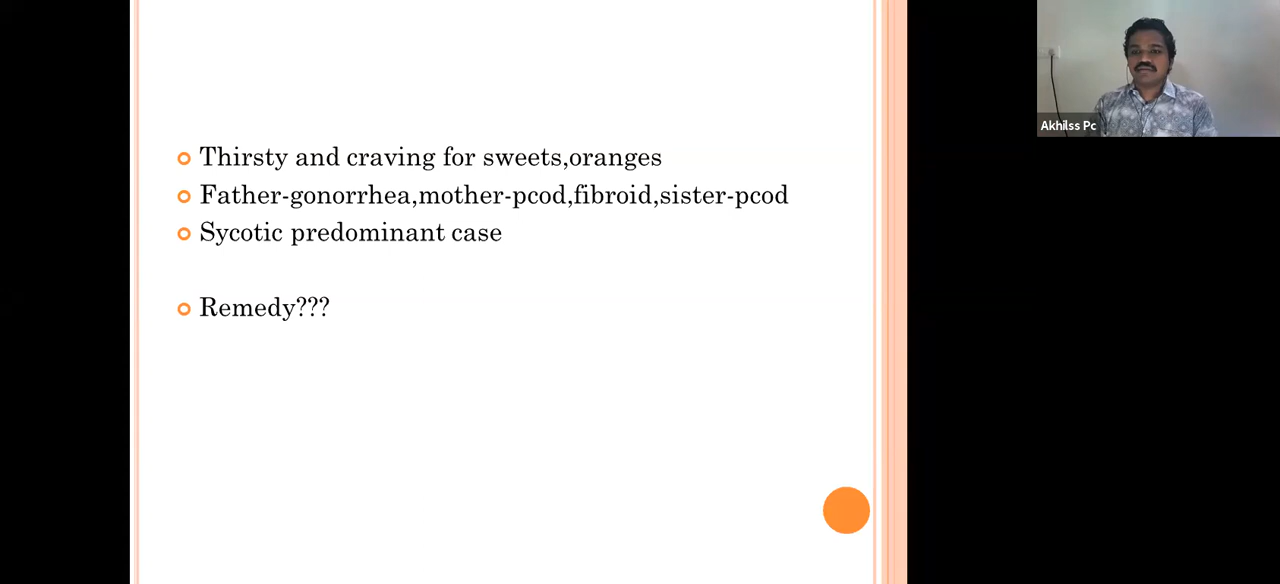 Thirsty and craving for sweets,oranges
Father-gonorrhea,mother-pcod,fibroid,sister-pcod
Sycotic predominant case
Remedy???
Akhilss Pc